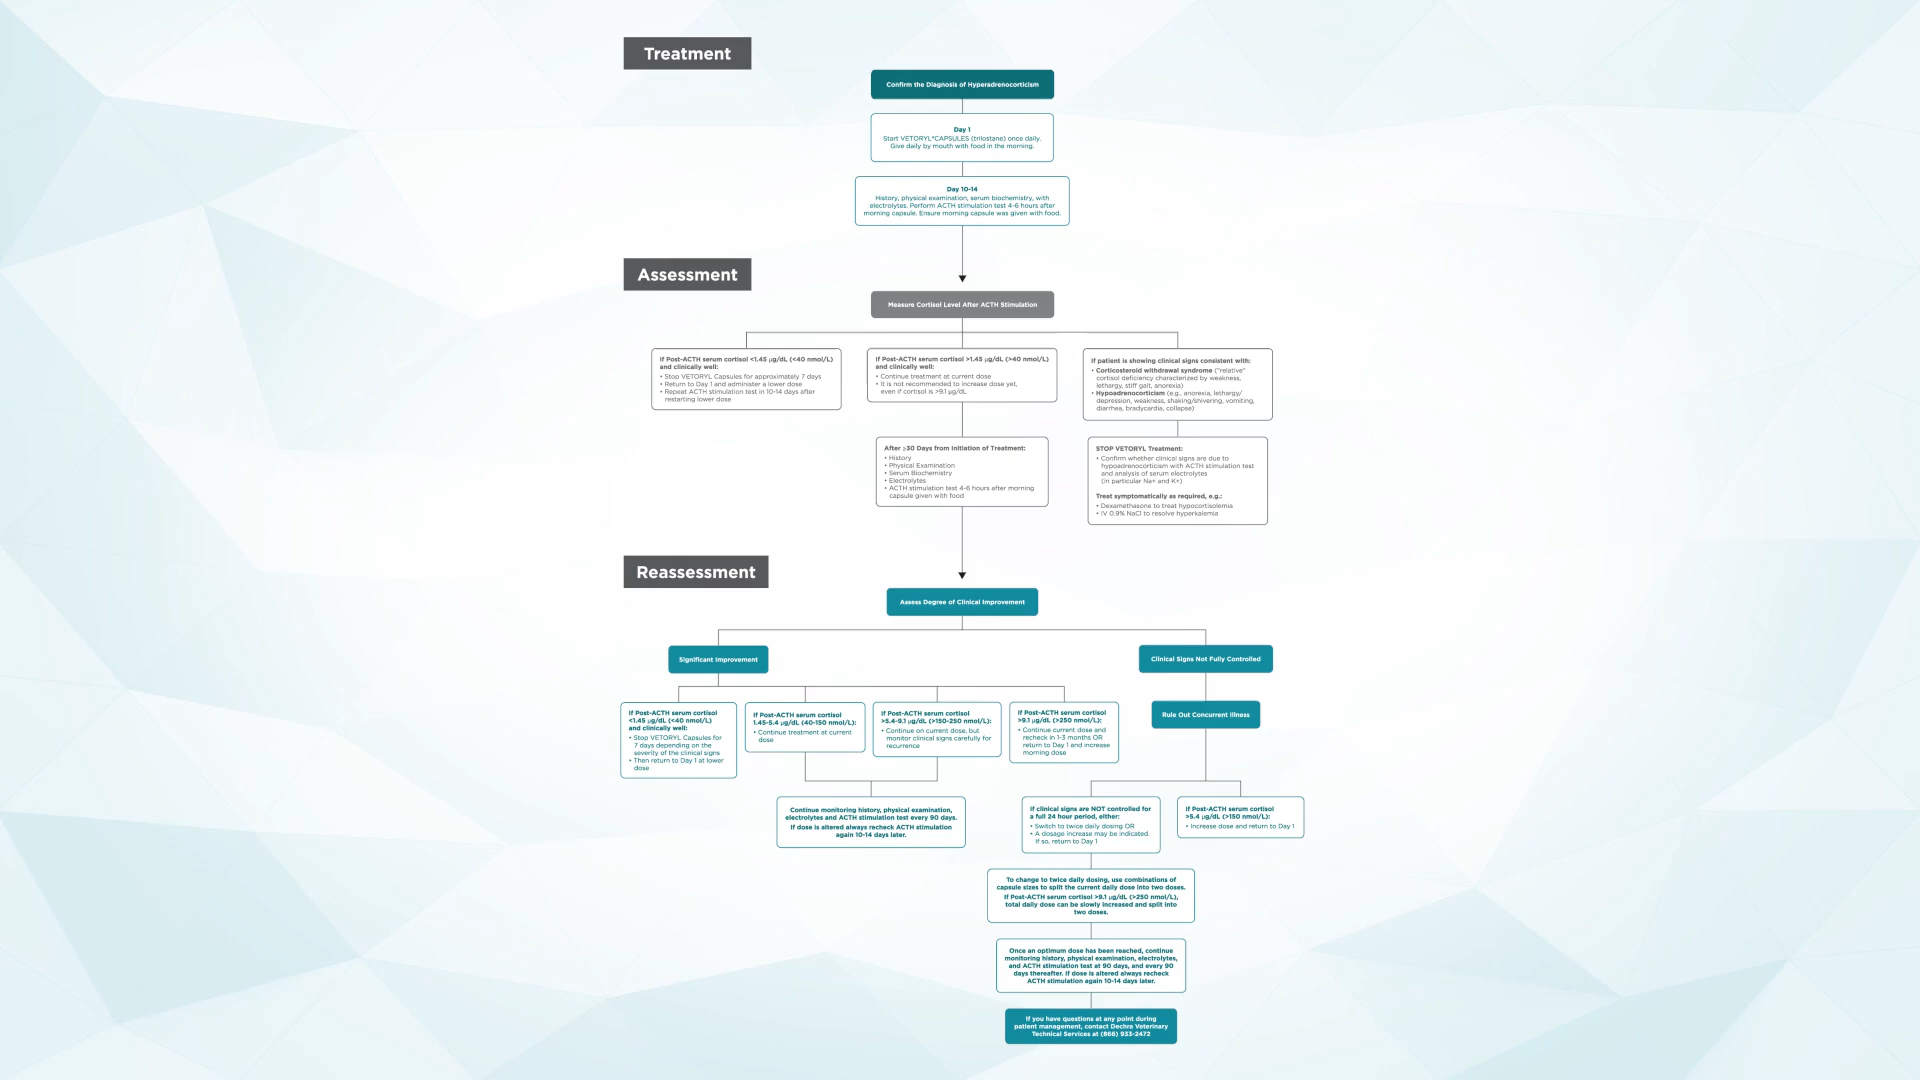 Treatment
Confirm the Diagnosis of Hyperadrenocorticism
Day 1
Start VETORYL®CAPSULES (trilostane) once daily.
Give daily by mouth with food in the morning.
Day 10-14
History, physical examination, serum biochemistry, with
electrolytes. Perform ACTH stimulation test 4-6 hours after
morning capsule. Ensure morning capsule was given with food.
Assessment
Measure Cortisol Level After ACTH Stimulation
If Post-ACTH serum cortisol <1.45 µg/dL (<40 nmol/L)
and clinically well:
• Stop VETORYL Capsules for approximately 7 days
• Return to Day 1 and administer a lower dose
• Repeat ACTH stimulation test in 10-14 days after
restarting lower dose
If Post-ACTH serum cortisol >1.45 µg/dL (>40 nmol/L)
and clinically well:
• Continue treatment at current dose
• It is not recommended to increase dose yet,
even if cortisol is >9.1 µg/dL
If patient is showing clinical signs consistent with:
• Corticosteroid withdrawal syndrome ("relative"
cortisol deficiency characterized by weakness,
lethargy, stiff gait, anorexia)
• Hypoadrenocorticism (e.g., anorexia, lethargy/
depression, weakness, shaking/shivering, vomiting,
diarrhea, bradycardia, collapse)
After ≥30 Days from Initiation of Treatment:
• History
• Physical Examination
• Serum Biochemistry
• Electrolytes
• ACTH stimulation test 4-6 hours after morning
capsule given with food
STOP VETORYL Treatment:
• Confirm whether clinical signs are due to
hypoadrenocorticism with ACTH stimulation test
and analysis of serum electrolytes
(in particular Na+ and K+)
Treat symptomatically as required, e.g.:
• Dexamethasone to treat hypocortisolemia
• IV 0.9% NaCl to resolve hyperkalemia
Reassessment
Assess Degree of Clinical Improvement
Significant Improvement
Clinical Signs Not Fully Controlled
If Post-ACTH serum cortisol
<1.45 µg/dL (<40 nmol/L)
and clinically well:
• Stop VETORYL Capsules for
7 days depending on the
severity of the clinical signs
• Then return to Day 1 at lower
dose
If Post-ACTH serum cortisol
1.45-5.4 µg/dL (40-150 nmol/L):
• Continue treatment at current
dose
If Post-ACTH serum cortisol
>5.4-9.1 µg/dL (>150-250 nmol/L):
• Continue on current dose, but
monitor clinical signs carefully for
recurrence
If Post-ACTH serum cortisol
>9.1 µg/dL (>250 nmol/L):
• Continue current dose and
recheck in 1-3 months OR
return to Day 1 and increase
morning dose
Rule Out Concurrent Illness
Continue monitoring history, physical examination,
electrolytes and ACTH stimulation test every 90 days.
If dose is altered always recheck ACTH stimulation
again 10-14 days later.
If clinical signs are NOT controlled for
a full 24 hour period, either:
• Switch to twice daily dosing OR
• A dosage increase may be indicated.
If so, return to Day 1
If Post-ACTH serum cortisol
>5.4 µg/dL (>150 nmol/L):
• Increase dose and return to Day 1
To change to twice daily dosing, use combinations of
capsule sizes to split the current daily dose into two doses.
If Post-ACTH serum cortisol >9.1 µg/dL (>250 nmol/L),
total daily dose can be slowly increased and split into
two doses.
Once an optimum dose has been reached, continue
monitoring history, physical examination, electrolytes,
and ACTH stimulation test at 90 days, and every 90
days thereafter. If dose is altered always recheck
ACTH stimulation again 10-14 days later.
If you have questions at any point during
patient management, contact Dechra Veterinary
Technical Services at (866) 933-2472